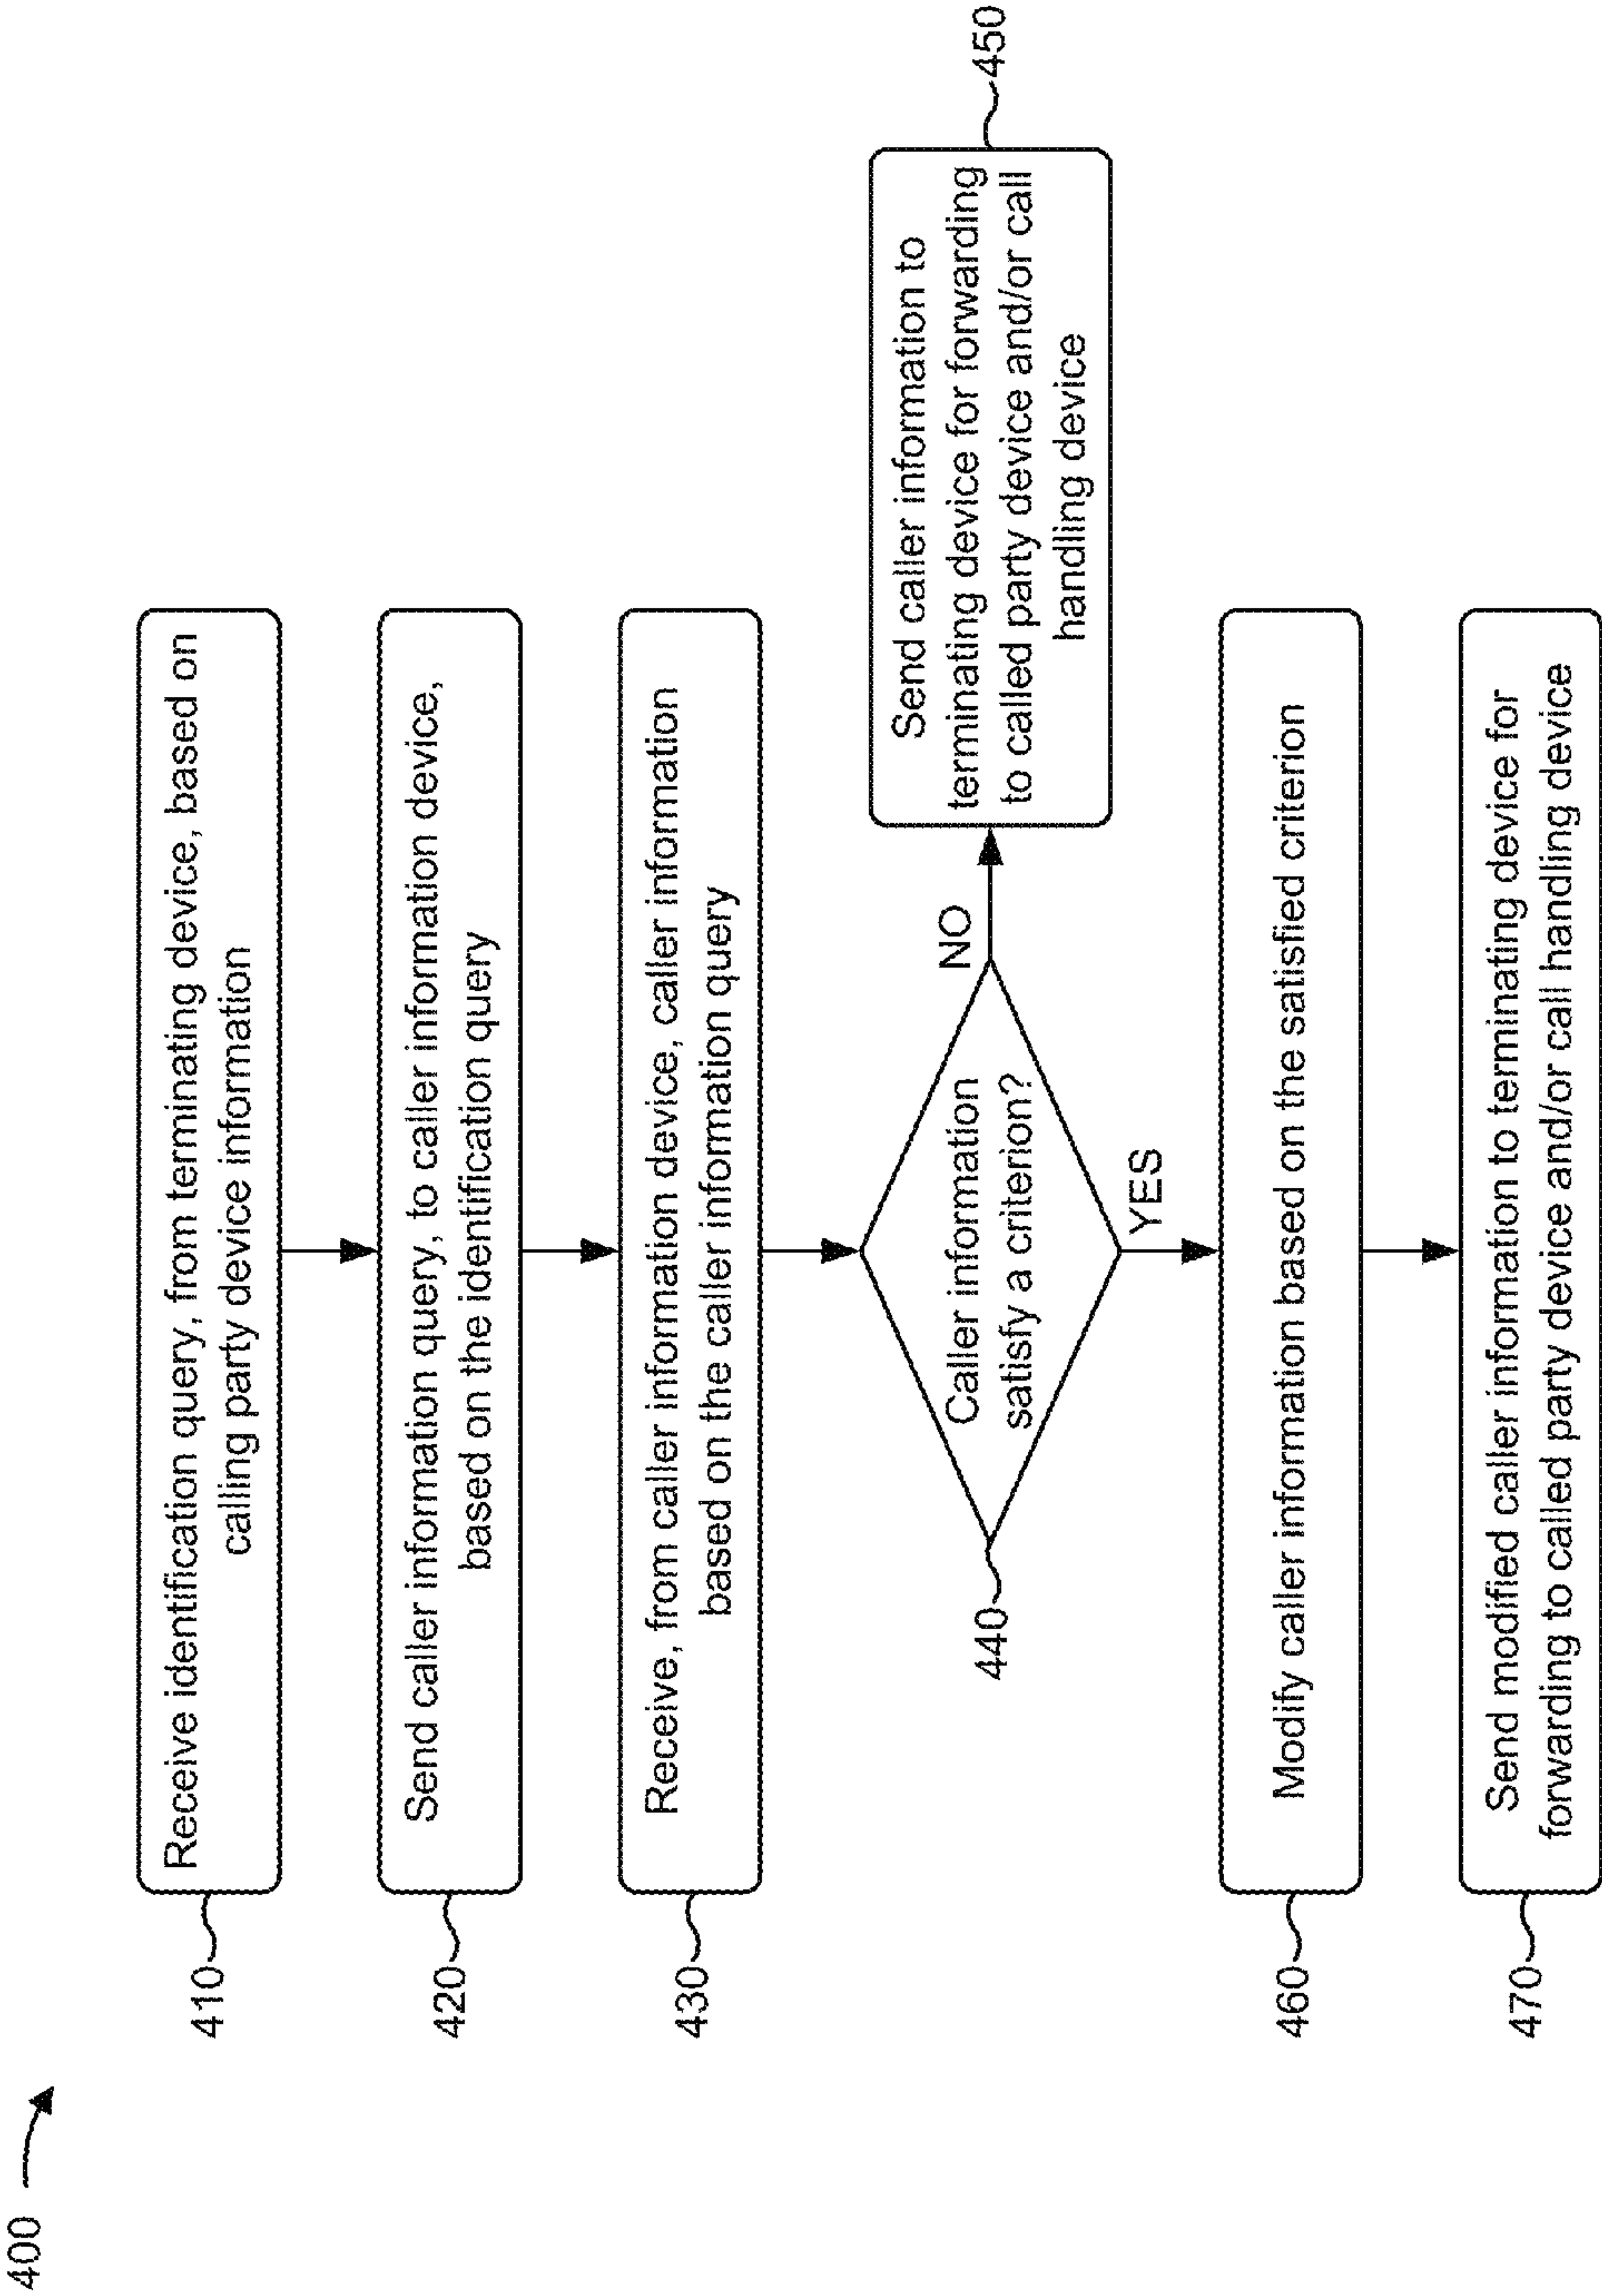 400
410
Receive identification query, from terminating device, based on
calling party device information
420
Send caller information query, to caller information device,
based on the identification query
430
Receive, from caller information device, caller information
based on the caller information query
440
Caller information
satisfy a criterion?
NO
Send caller information to
terminating device for forwarding
to called party device and/or call
handling device
450
YES
460
Modify caller information based on the satisfied criterion
470
Send modified caller information to terminating device for
forwarding to called party device and/or call handling device